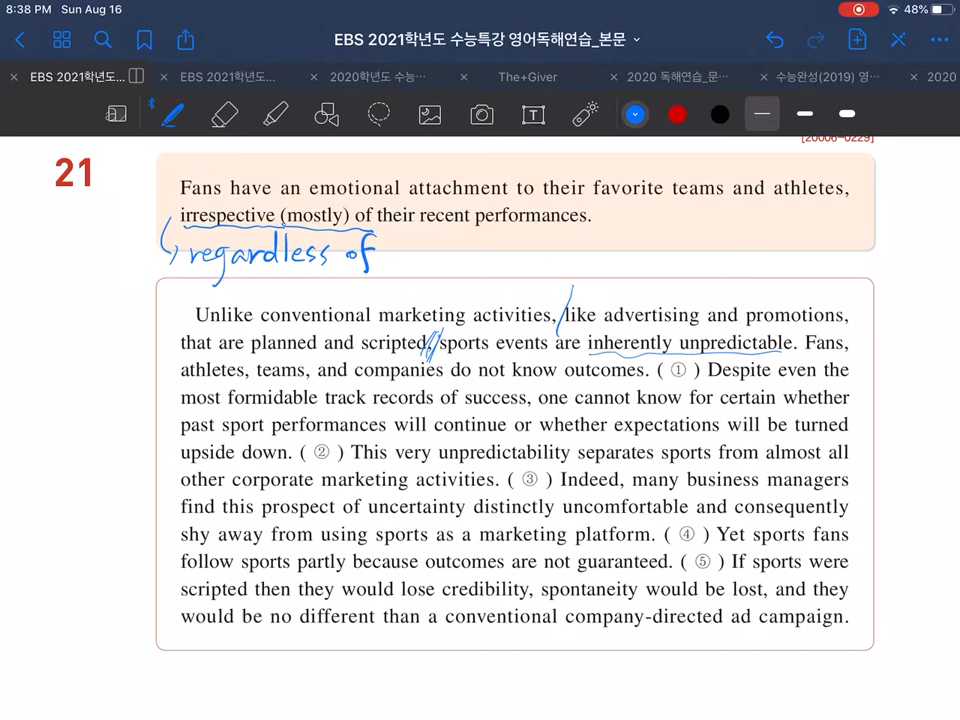 8:38 PM Sun Aug 16
48%
EBS 2021학년도 수능특강 영어독해연습_본문
EBS 2021학년도...
EBS 2021학년도...
2020학년도 수능...
The+Giver
2020 독해연습_문...
수능완성(2019) 영...
2020
[20006-0229]
21
Fans have an emotional attachment to their favorite teams and athletes,
irrespective (mostly) of their recent performances.
regardless of
Unlike conventional marketing activities, like advertising and promotions,
that are planned and scripted, sports events are inherently unpredictable. Fans,
athletes, teams, and companies do not know outcomes. ( ① ) Despite even the
most formidable track records of success, one cannot know for certain whether
past sport performances will continue or whether expectations will be turned
upside down. ( ② ) This very unpredictability separates sports from almost all
other corporate marketing activities. ( ③ ) Indeed, many business managers
find this prospect of uncertainty distinctly uncomfortable and consequently
shy away from using sports as a marketing platform. ( ④ ) Yet sports fans
follow sports partly because outcomes are not guaranteed. ( ⑤ ) If sports were
scripted then they would lose credibility, spontaneity would be lost, and they
would be no different than a conventional company-directed ad campaign.